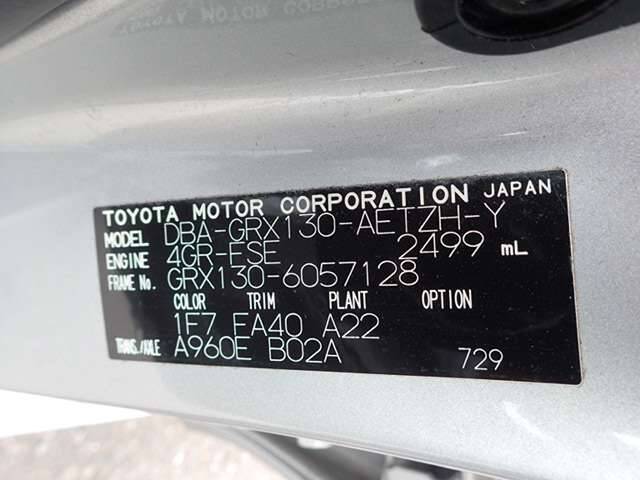 TOYOTA MOTOR CORPORATION JAPAN
MODEL DBA-GRX130-AETZH-Y
ENGINE 4GR-FSE 2499 mL
FRAME No. GRX130-6057128
COLOR TRIM PLANT OPTION
1F7 FA40 A22
TRANS./AXLE A960E B02A 729